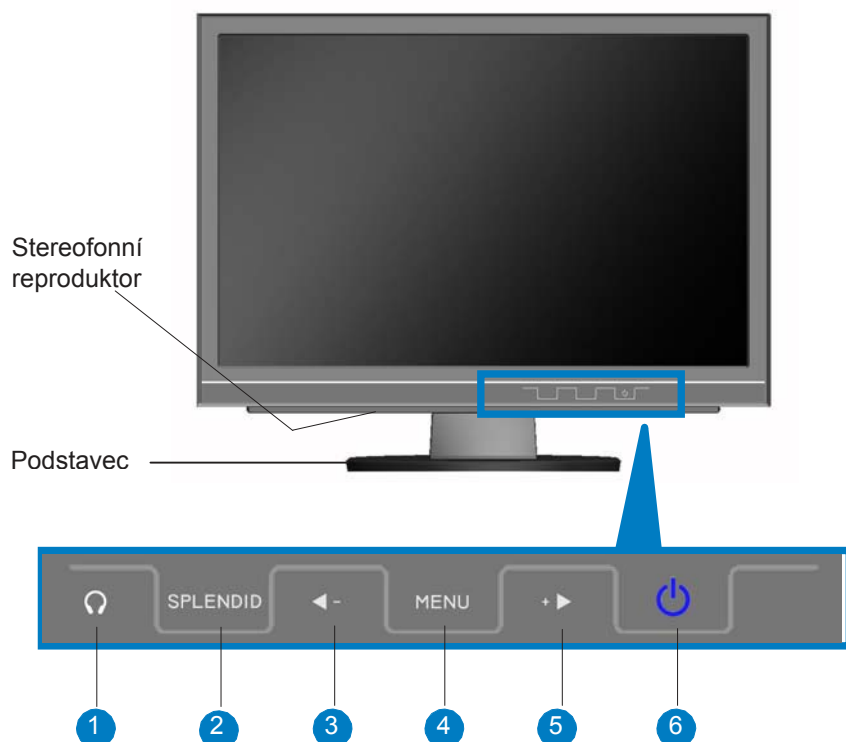 Stereofonní
reproduktor
Podstavec
SPLENDID
-
MENU
+
1
2
3
4
5
6